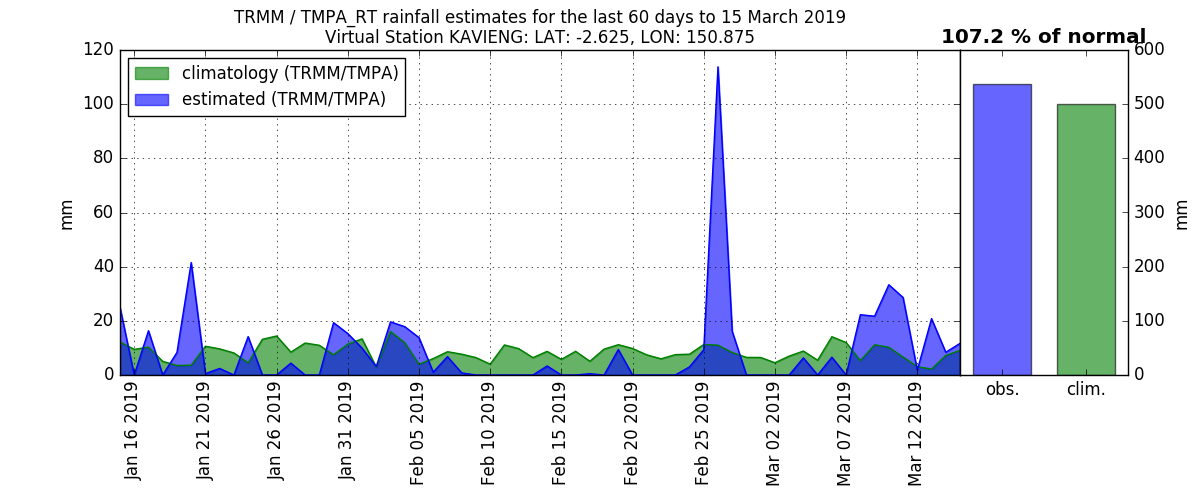 TRMM / TMPA_RT rainfall estimates for the last 60 days to 15 March 2019
Virtual Station KAVIENG: LAT: -2.625, LON: 150.875
107.2 % of normal
climatology (TRMM/TMPA)
estimated (TRMM/TMPA)
mm
120
100
80
60
40
20
0
Jan 16 2019
Jan 21 2019
Jan 26 2019
Jan 31 2019
Feb 05 2019
Feb 10 2019
Feb 15 2019
Feb 20 2019
Feb 25 2019
Mar 02 2019
Mar 07 2019
Mar 12 2019
obs.
clim.
600
500
400
300
200
100
0
mm